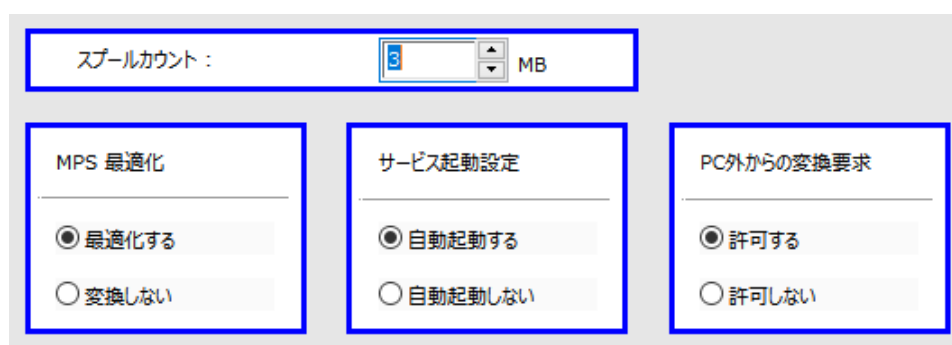 スプールカウント : 3 MB
MPS 最適化
最適化する
変換しない
サービス起動設定
自動起動する
自動起動しない
PC外からの変換要求
許可する
許可しない